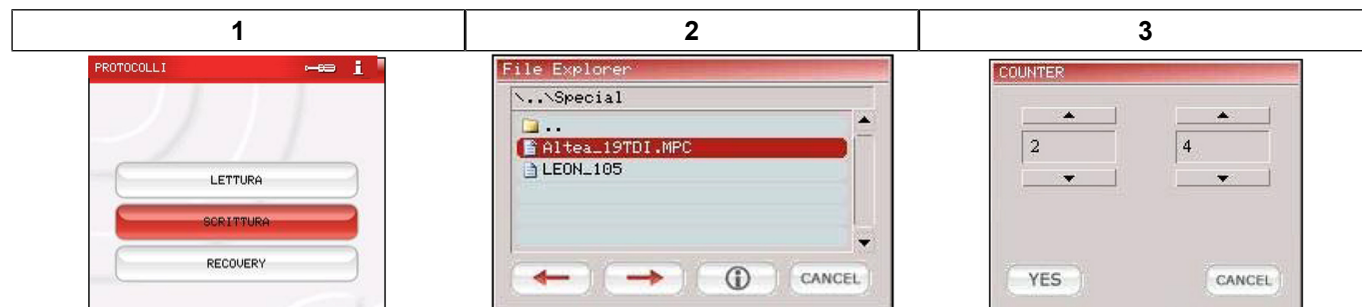 1
2
3
PROTOCOLLI
LETTURA
SCRITTURA
RECOVERY
File Explorer
\..\Special
..
Altea_19TDI.MPC
LEON_105
CANCEL
COUNTER
2
4
YES
CANCEL